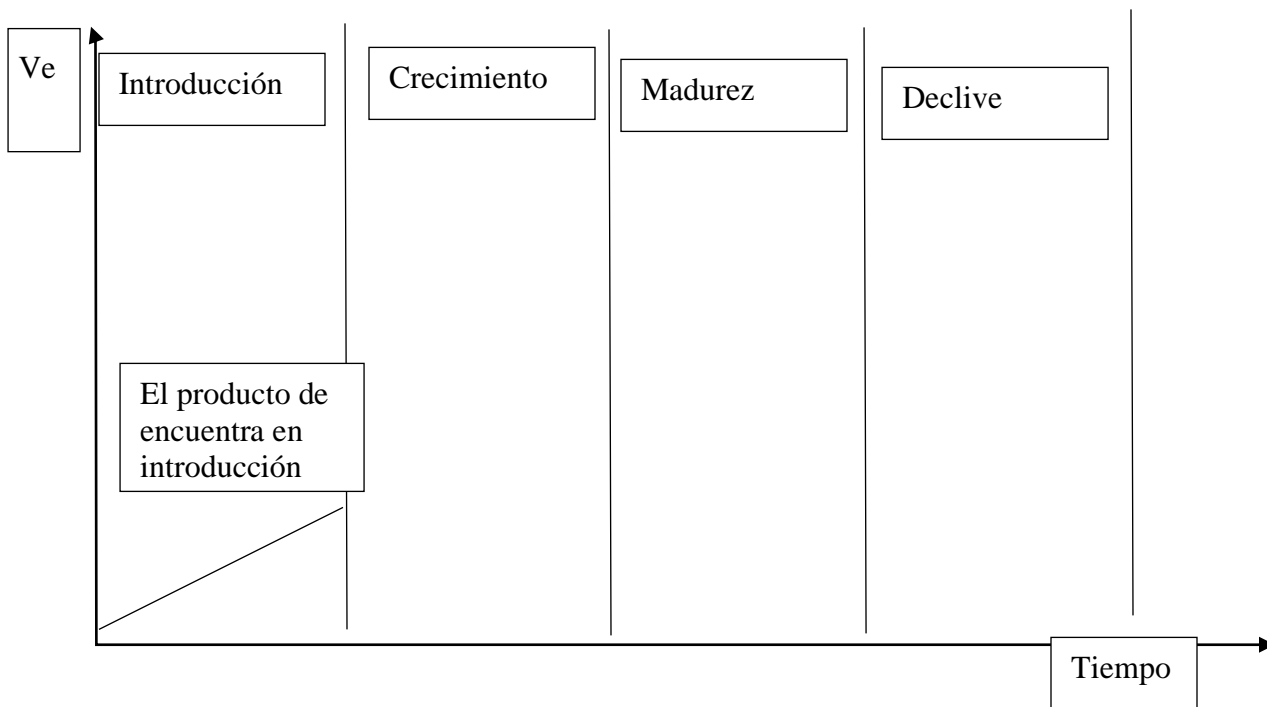 Ve
Introducción
Crecimiento
Madurez
Declive
El producto de
encuentra en
introducción
Tiempo